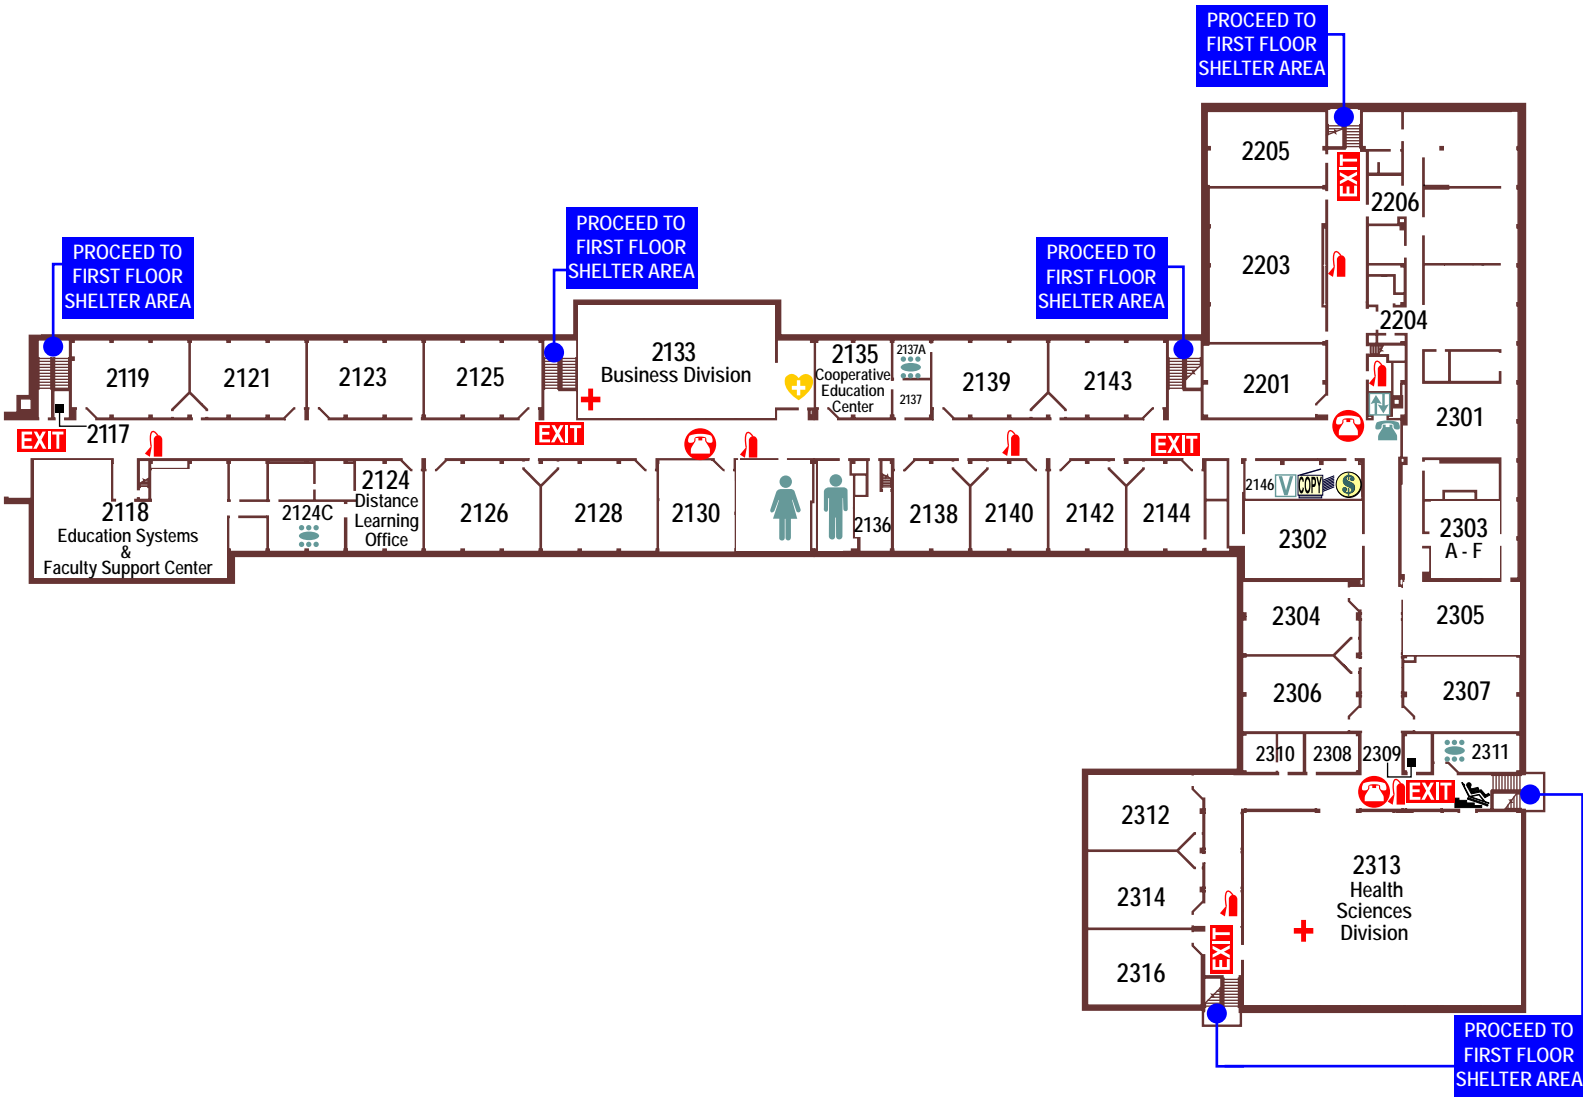 PROCEED TO
FIRST FLOOR
SHELTER AREA
2205
EXIT
2206
PROCEED TO
FIRST FLOOR
SHELTER AREA
PROCEED TO
FIRST FLOOR
SHELTER AREA
PROCEED TO
FIRST FLOOR
SHELTER AREA
2203
2204
2119
2121
2123
2125
2133
Business Division
2135
Cooperative
Education
Center
2137A
2137
2139
2143
2201
2301
EXIT
2117
EXIT
EXIT
2118
Education Systems
&
Faculty Support Center
2124C
2124
Distance
Learning
Office
2126
2128
2130
2136
2138
2140
2142
2144
2146
V
COPY
$
2302
2303
A - F
2304
2305
2306
2307
2310
2308
2309
2311
EXIT
2312
2314
2316
EXIT
2313
Health
Sciences
Division
PROCEED TO
FIRST FLOOR
SHELTER AREA